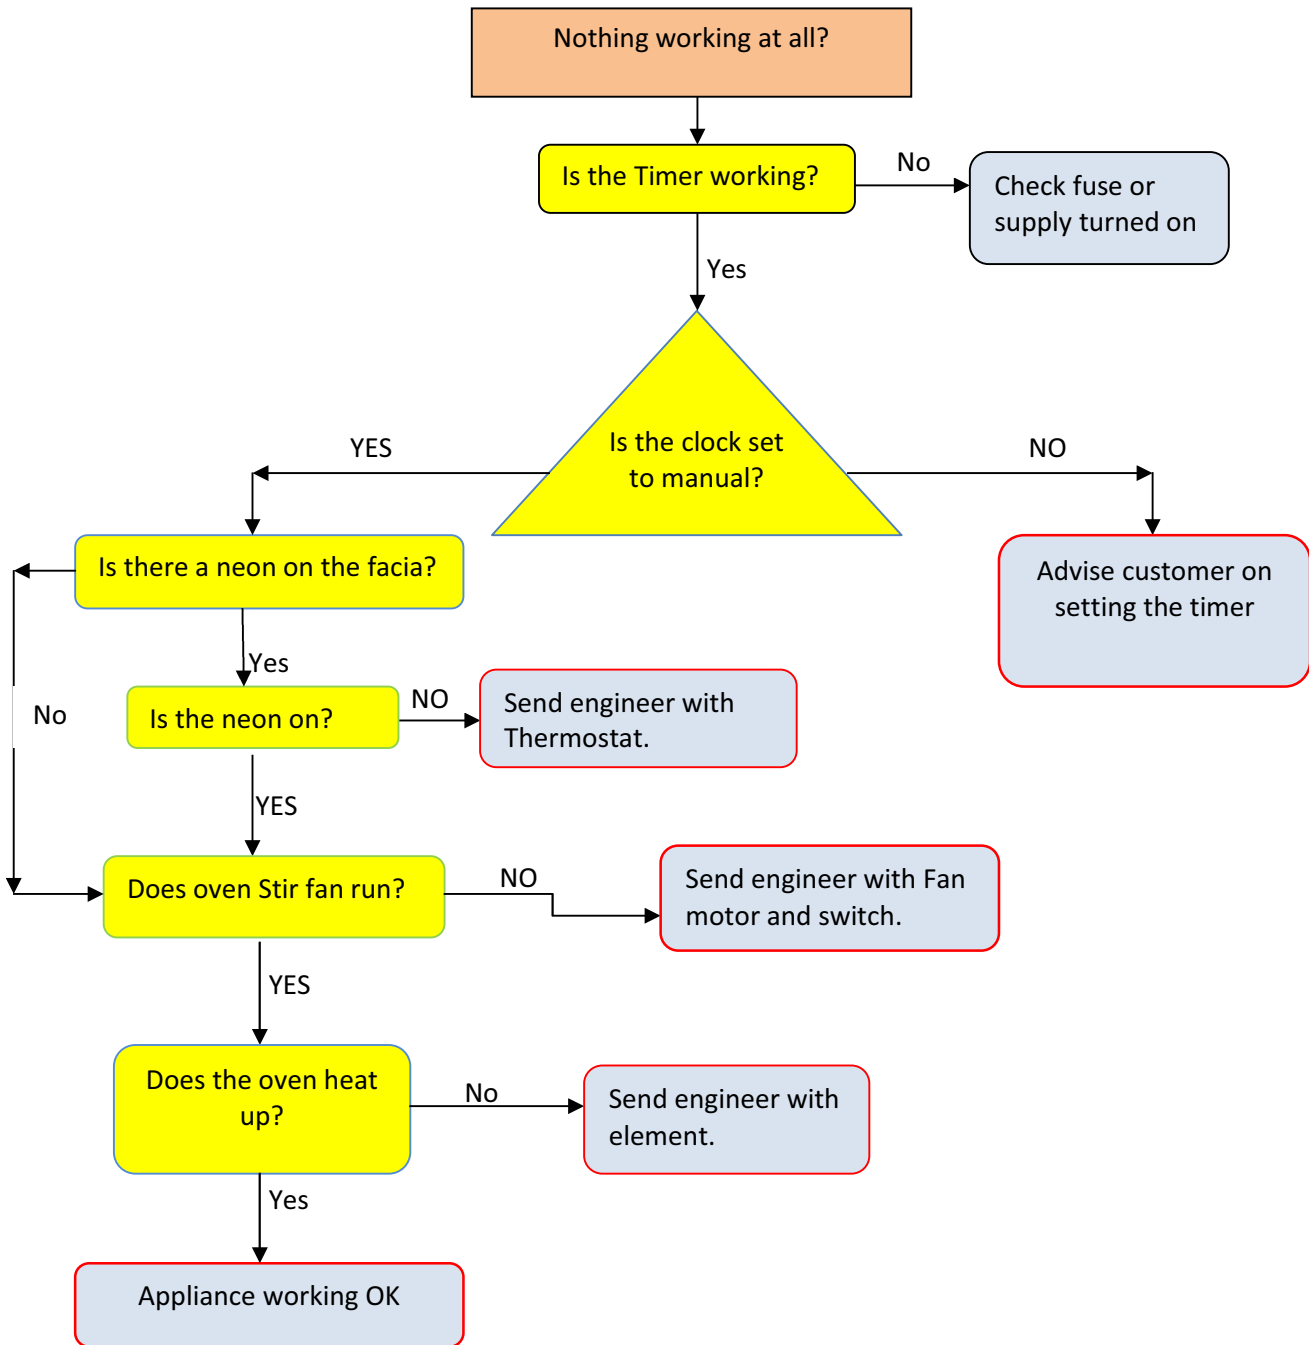 Nothing working at all?
Is the Timer working?
No
Check fuse or
supply turned on
Yes
Is the clock set
to manual?
YES
NO
Is there a neon on the facia?
Advise customer on
setting the timer
Yes
No
Is the neon on?
NO
Send engineer with
Thermostat.
YES
Does oven Stir fan run?
NO
Send engineer with Fan
motor and switch.
YES
Does the oven heat
up?
No
Send engineer with
element.
Yes
Appliance working OK